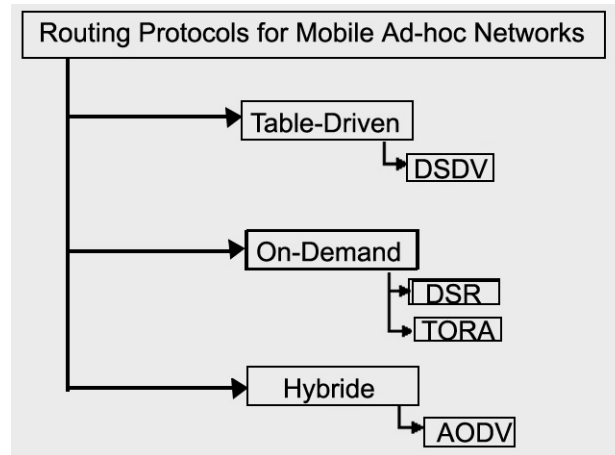 Routing Protocols for Mobile Ad-hoc Networks
Table-Driven
DSDV
On-Demand
DSR
TORA
Hybride
AODV